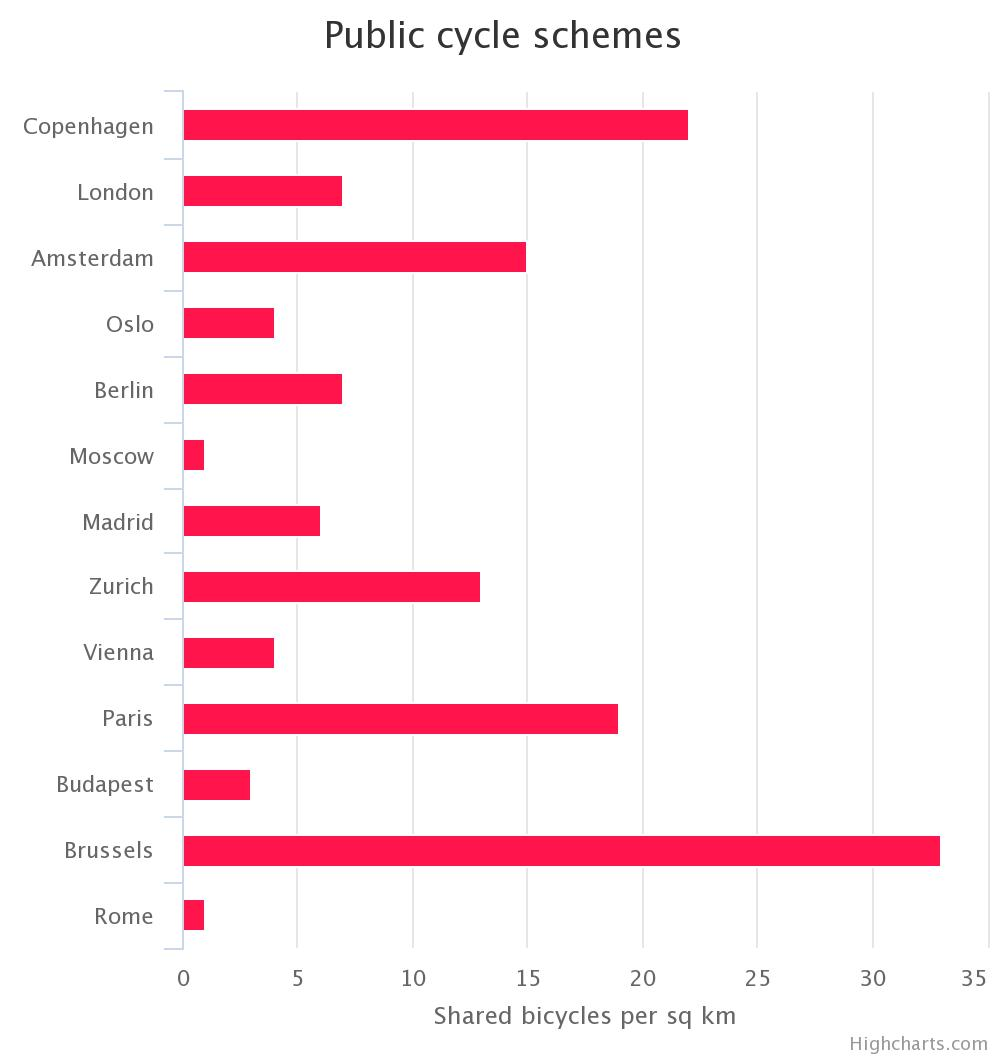 Public cycle schemes
Copenhagen
London
Amsterdam
Oslo
Berlin
Moscow
Madrid
Zurich
Vienna
Paris
Budapest
Brussels
Rome
0 5 10 15 20 25 30 35
Shared bicycles per sq km
Highcharts.com